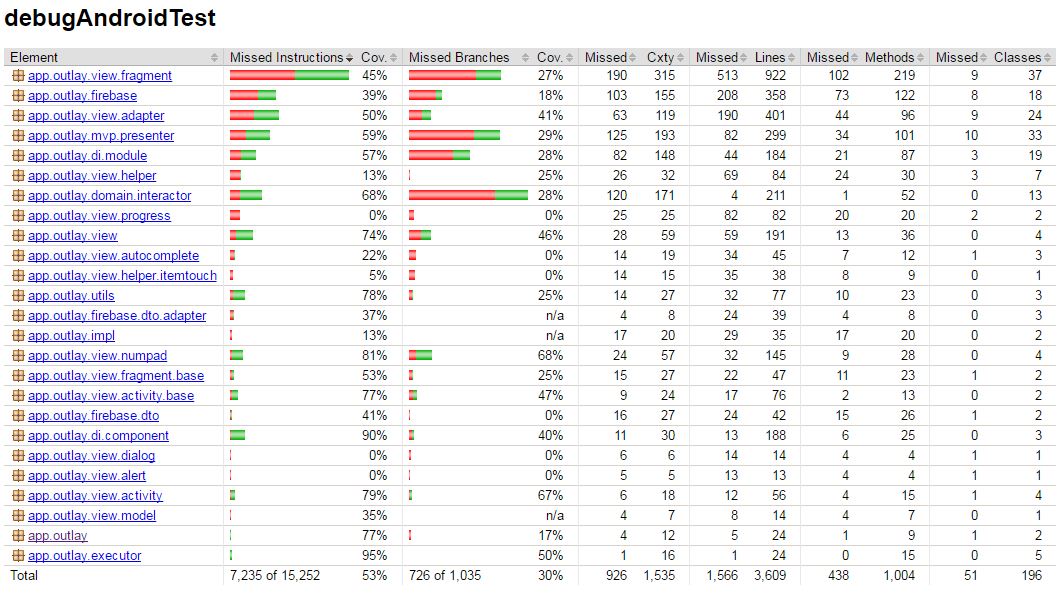 debugAndroidTest
Element Missed Instructions Cov. Missed Branches Cov. Missed Cxty Missed Lines Missed Methods Missed Classes
app.outlay.view.fragment 45% 27% 190 315 513 922 102 219 9 37
app.outlay.firebase 39% 18% 103 155 208 358 73 122 8 18
app.outlay.view.adapter 50% 41% 63 119 190 401 44 96 9 24
app.outlay.mvp.presenter 59% 29% 125 193 82 299 34 101 10 33
app.outlay.di.module 57% 28% 82 148 44 184 21 87 3 19
app.outlay.view.helper 13% 25% 26 32 69 84 24 30 3 7
app.outlay.domain.interactor 68% 28% 120 171 4 211 1 52 0 13
app.outlay.view.progress 0% 0% 25 25 82 82 20 20 2 2
app.outlay.view 74% 46% 28 59 59 191 13 36 0 4
app.outlay.view.autocomplete 22% 0% 14 19 34 45 7 12 1 3
app.outlay.view.helper.itemtouch 5% 0% 14 15 35 38 8 9 0 1
app.outlay.utils 78% 25% 14 27 32 77 10 23 0 3
app.outlay.firebase.dto.adapter 37% n/a 4 8 24 39 4 8 0 3
app.outlay.impl 13% n/a 17 20 29 35 17 20 0 2
app.outlay.view.numpad 81% 68% 24 57 32 145 9 28 0 4
app.outlay.view.fragment.base 53% 25% 15 27 22 47 11 23 1 2
app.outlay.view.activity.base 77% 47% 9 24 17 76 2 13 0 2
app.outlay.firebase.dto 41% 0% 16 27 24 42 15 26 1 2
app.outlay.di.component 90% 40% 11 30 13 188 6 25 0 3
app.outlay.view.dialog 0% 0% 6 6 14 14 4 4 1 1
app.outlay.view.alert 0% 0% 5 5 13 13 4 4 1 1
app.outlay.view.activity 79% 67% 6 18 12 56 4 15 1 4
app.outlay.view.model 35% n/a 4 7 8 14 4 7 0 1
app.outlay 77% 17% 4 12 5 24 1 9 1 2
app.outlay.executor 95% 50% 1 16 1 24 0 15 0 5
Total 7,235 of 15,252 53% 726 of 1,035 30% 926 1,535 1,566 3,609 438 1,004 51 196